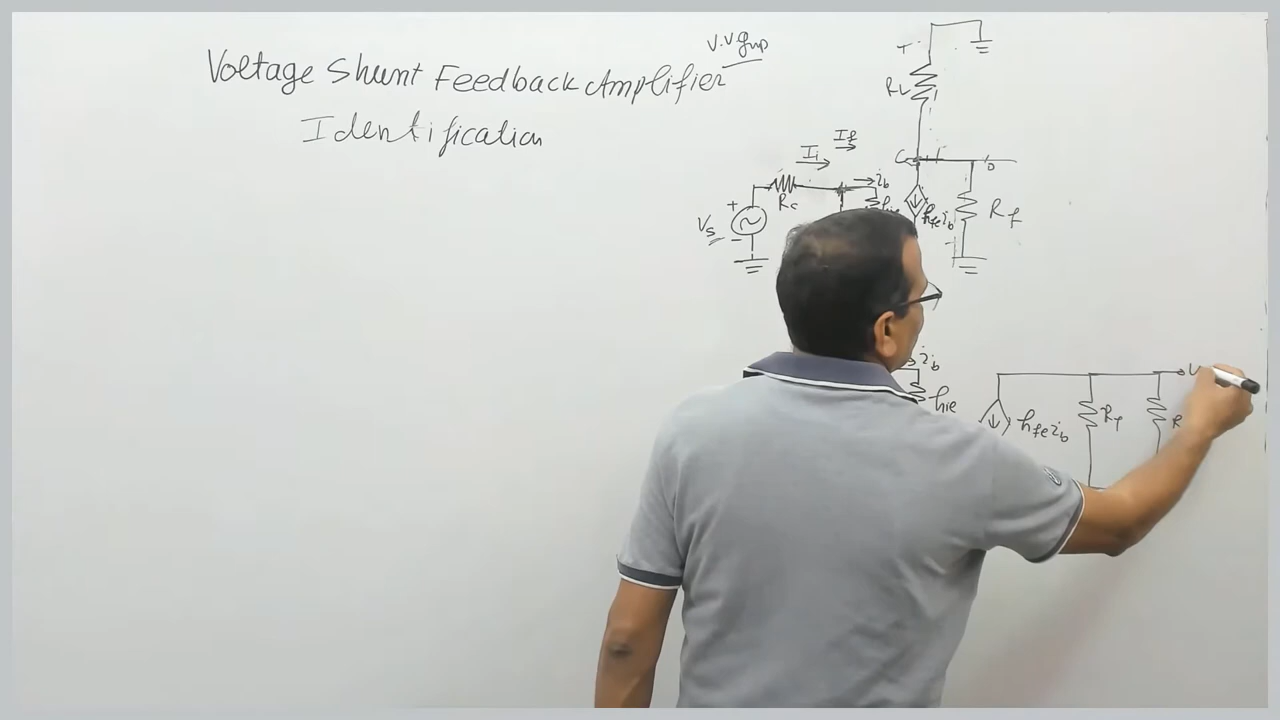 Voltage Shunt Feedback Amplifier
Identification
V.V Gup
If
Ii
ib
Rs
hie
Vs
+
-
RL
C
hfe ib
Rf
ib
hie
hfe ib
Rf
R
V